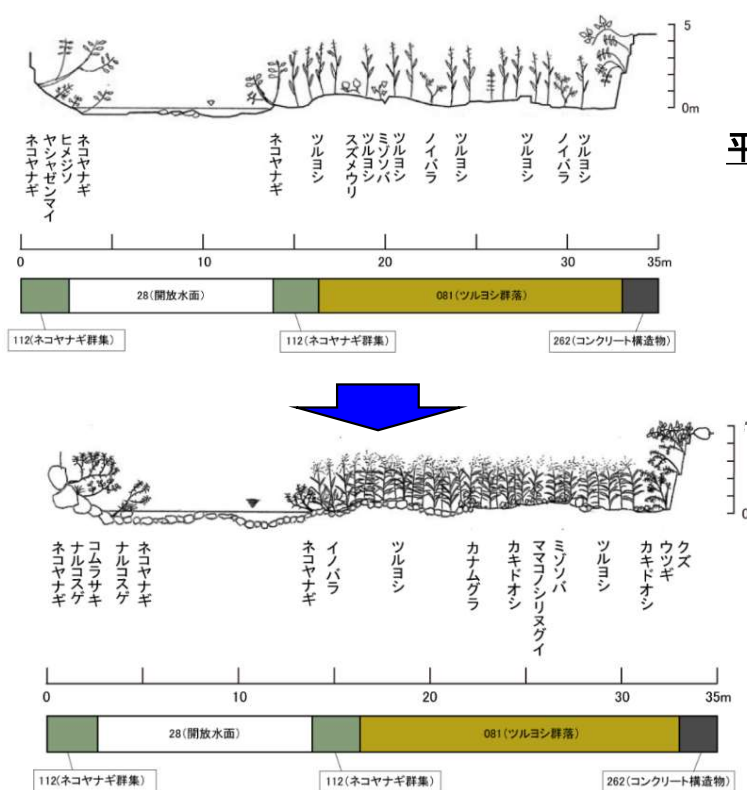 5
0m
ネコヤナギ
ヤシャゼンマイ
ヒメジソ
ネコヤナギ
ネコヤナギ
ツルヨシ
スズメウリ
ツルヨシ
ミゾソバ
ツルヨシ
ノイバラ
ツルヨシ
ツルヨシ
ノイバラ
ツルヨシ
平
0 10 20 30 35m
28(開放水面) 081(ツルヨシ群落)
112(ネコヤナギ群集) 112(ネコヤナギ群集) 262(コンクリート構造物)
ネコヤナギ
ナルコスゲ
コムラサキ
ナルコスゲ
ネコヤナギ
ネコヤナギ
イノバラ
ツルヨシ
カナムグラ
カキドオシ
ママコノシリヌグイ
ミゾソバ
ツルヨシ
カキドオシ
ウツギ
クズ
0 10 20 30 35m
28(開放水面) 081(ツルヨシ群落)
112(ネコヤナギ群集) 112(ネコヤナギ群集) 262(コンクリート構造物)